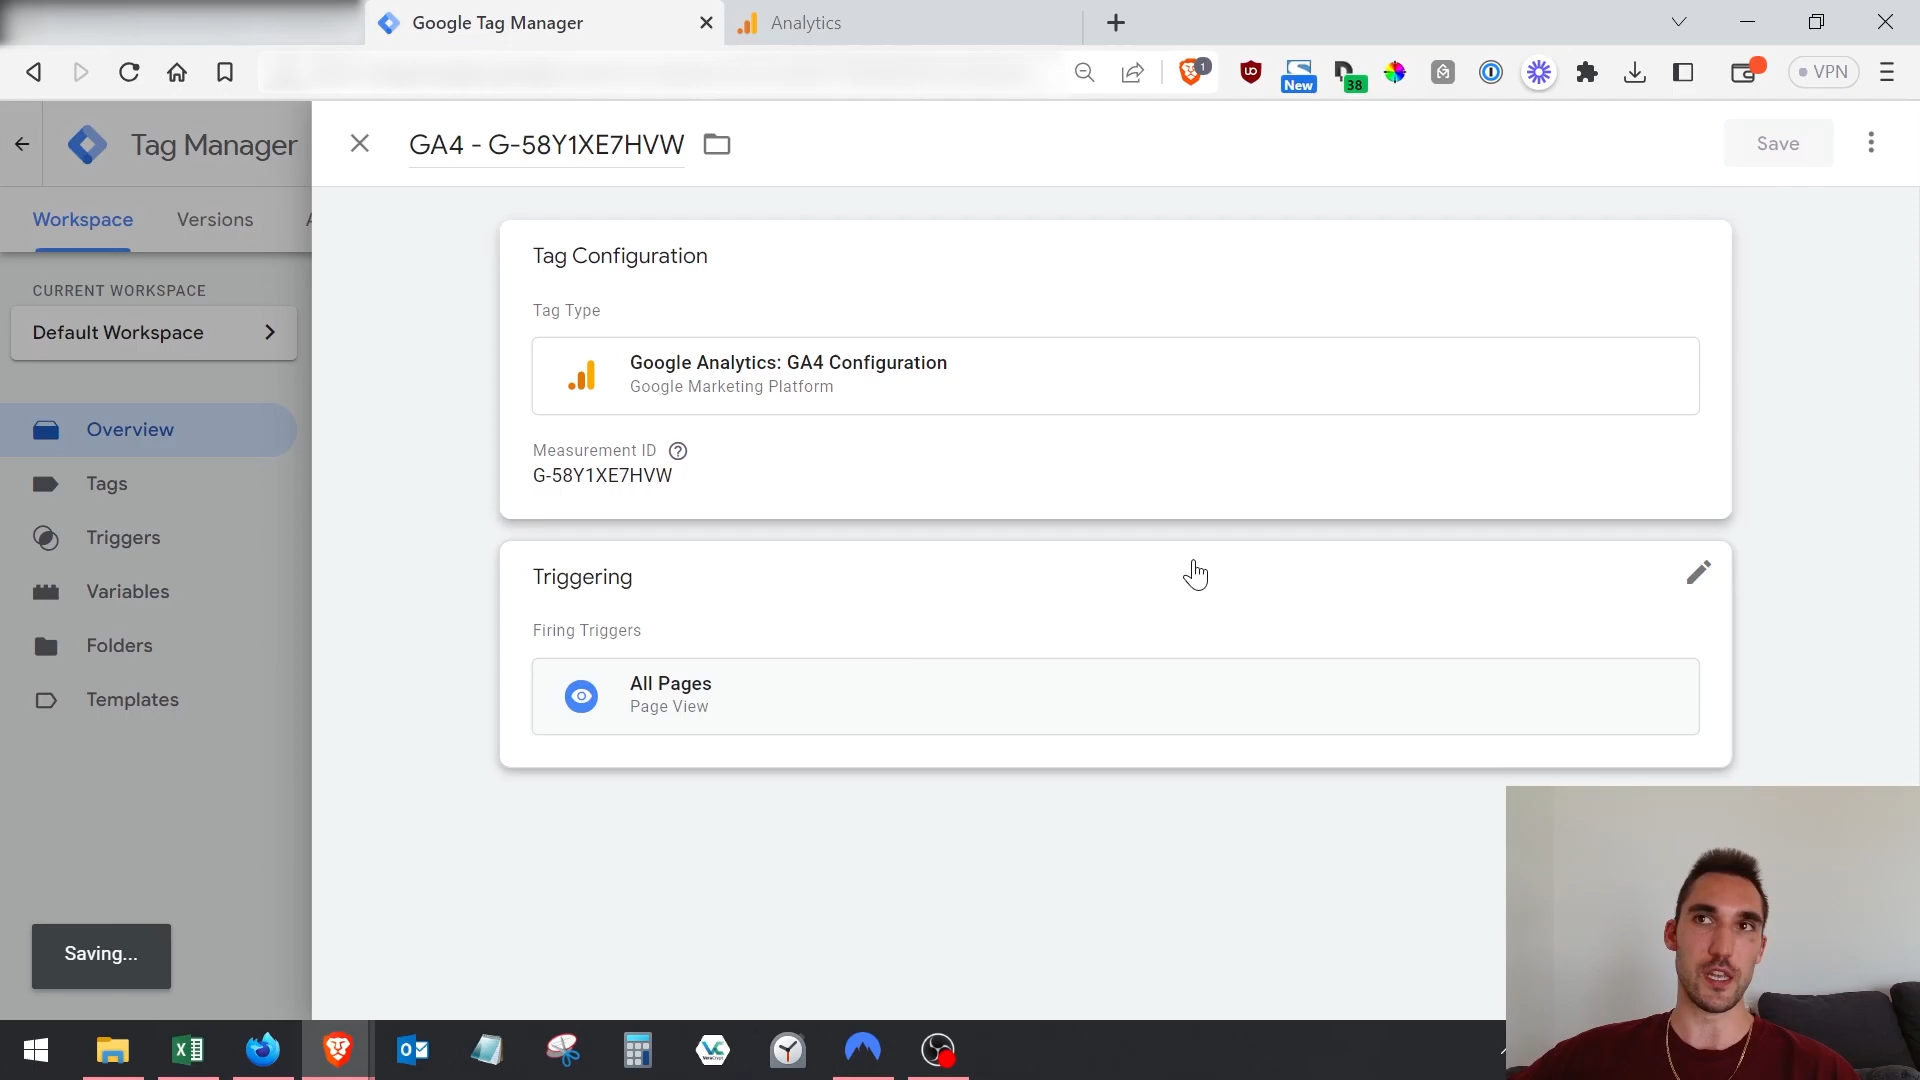 Google Tag Manager
Analytics
1
UO
New
38
VPN
Tag Manager
GA4 - G-58Y1XE7HVW
Save
Workspace
Versions
CURRENT WORKSPACE
Default Workspace
Overview
Tags
Triggers
Variables
Folders
Templates
Saving...
Tag Configuration
Tag Type
Google Analytics: GA4 Configuration
Google Marketing Platform
Measurement ID
G-58Y1XE7HVW
Triggering
Firing Triggers
All Pages
Page View